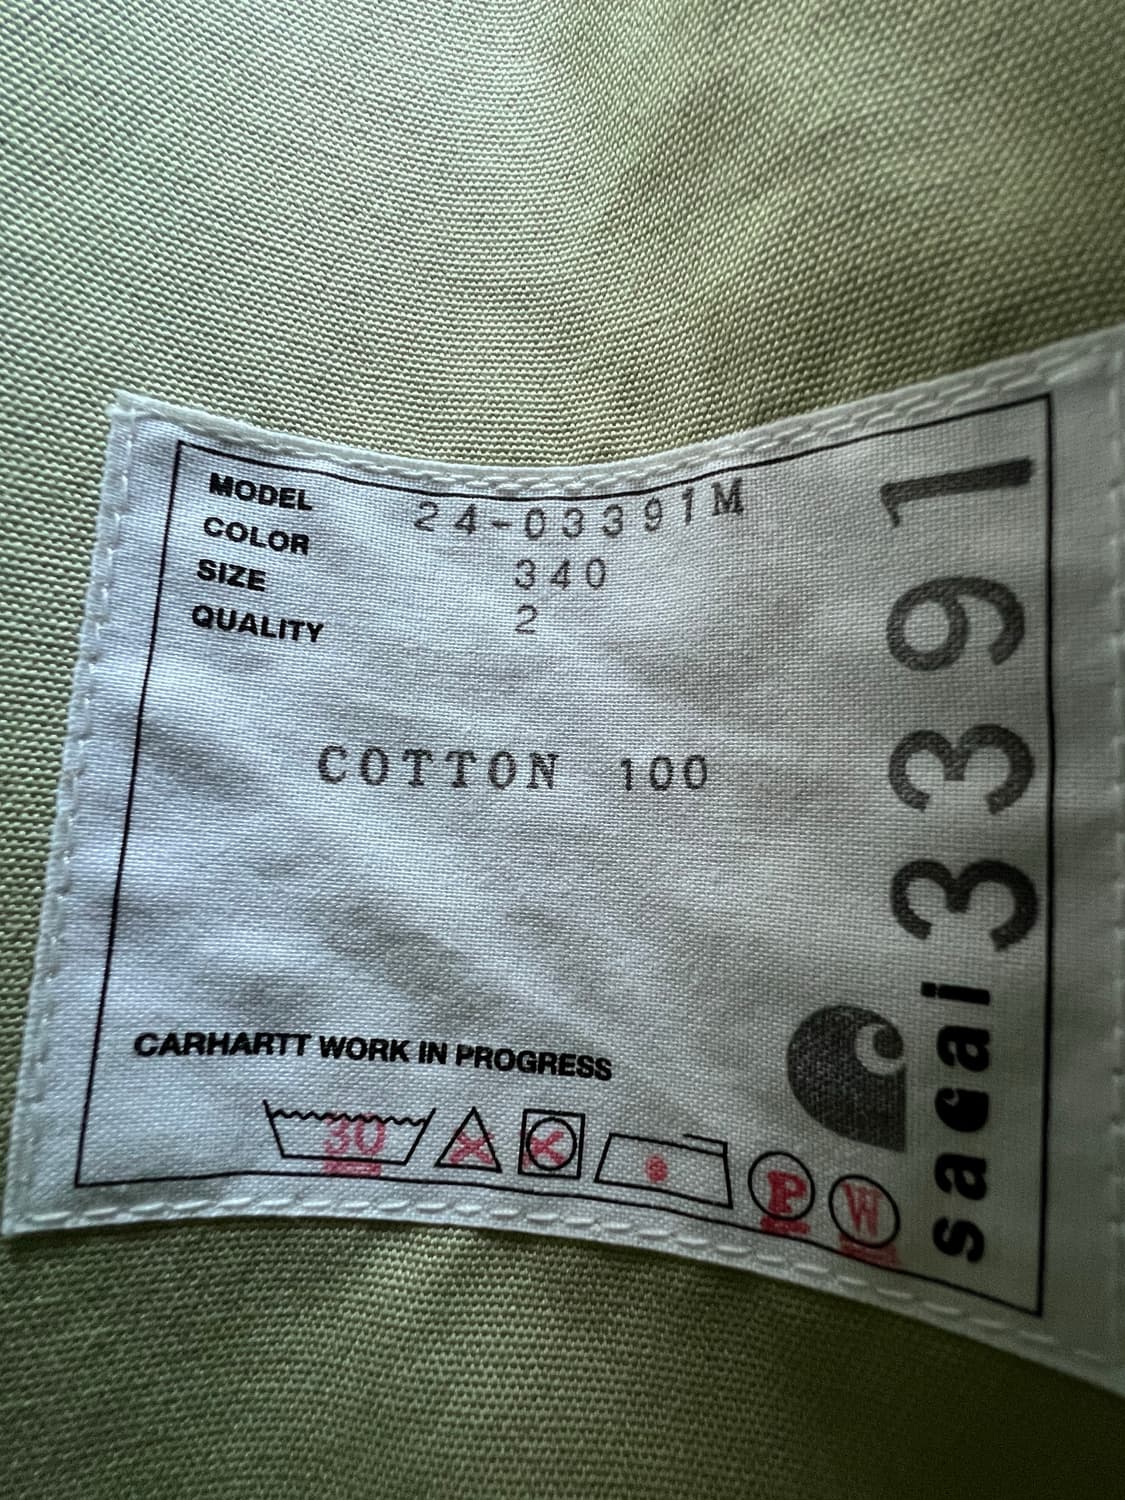 MODEL 24-03391M
COLOR 340
SIZE 2
QUALITY
COTTON 100
CARHARTT WORK IN PROGRESS
30
P
W
sacai 3391